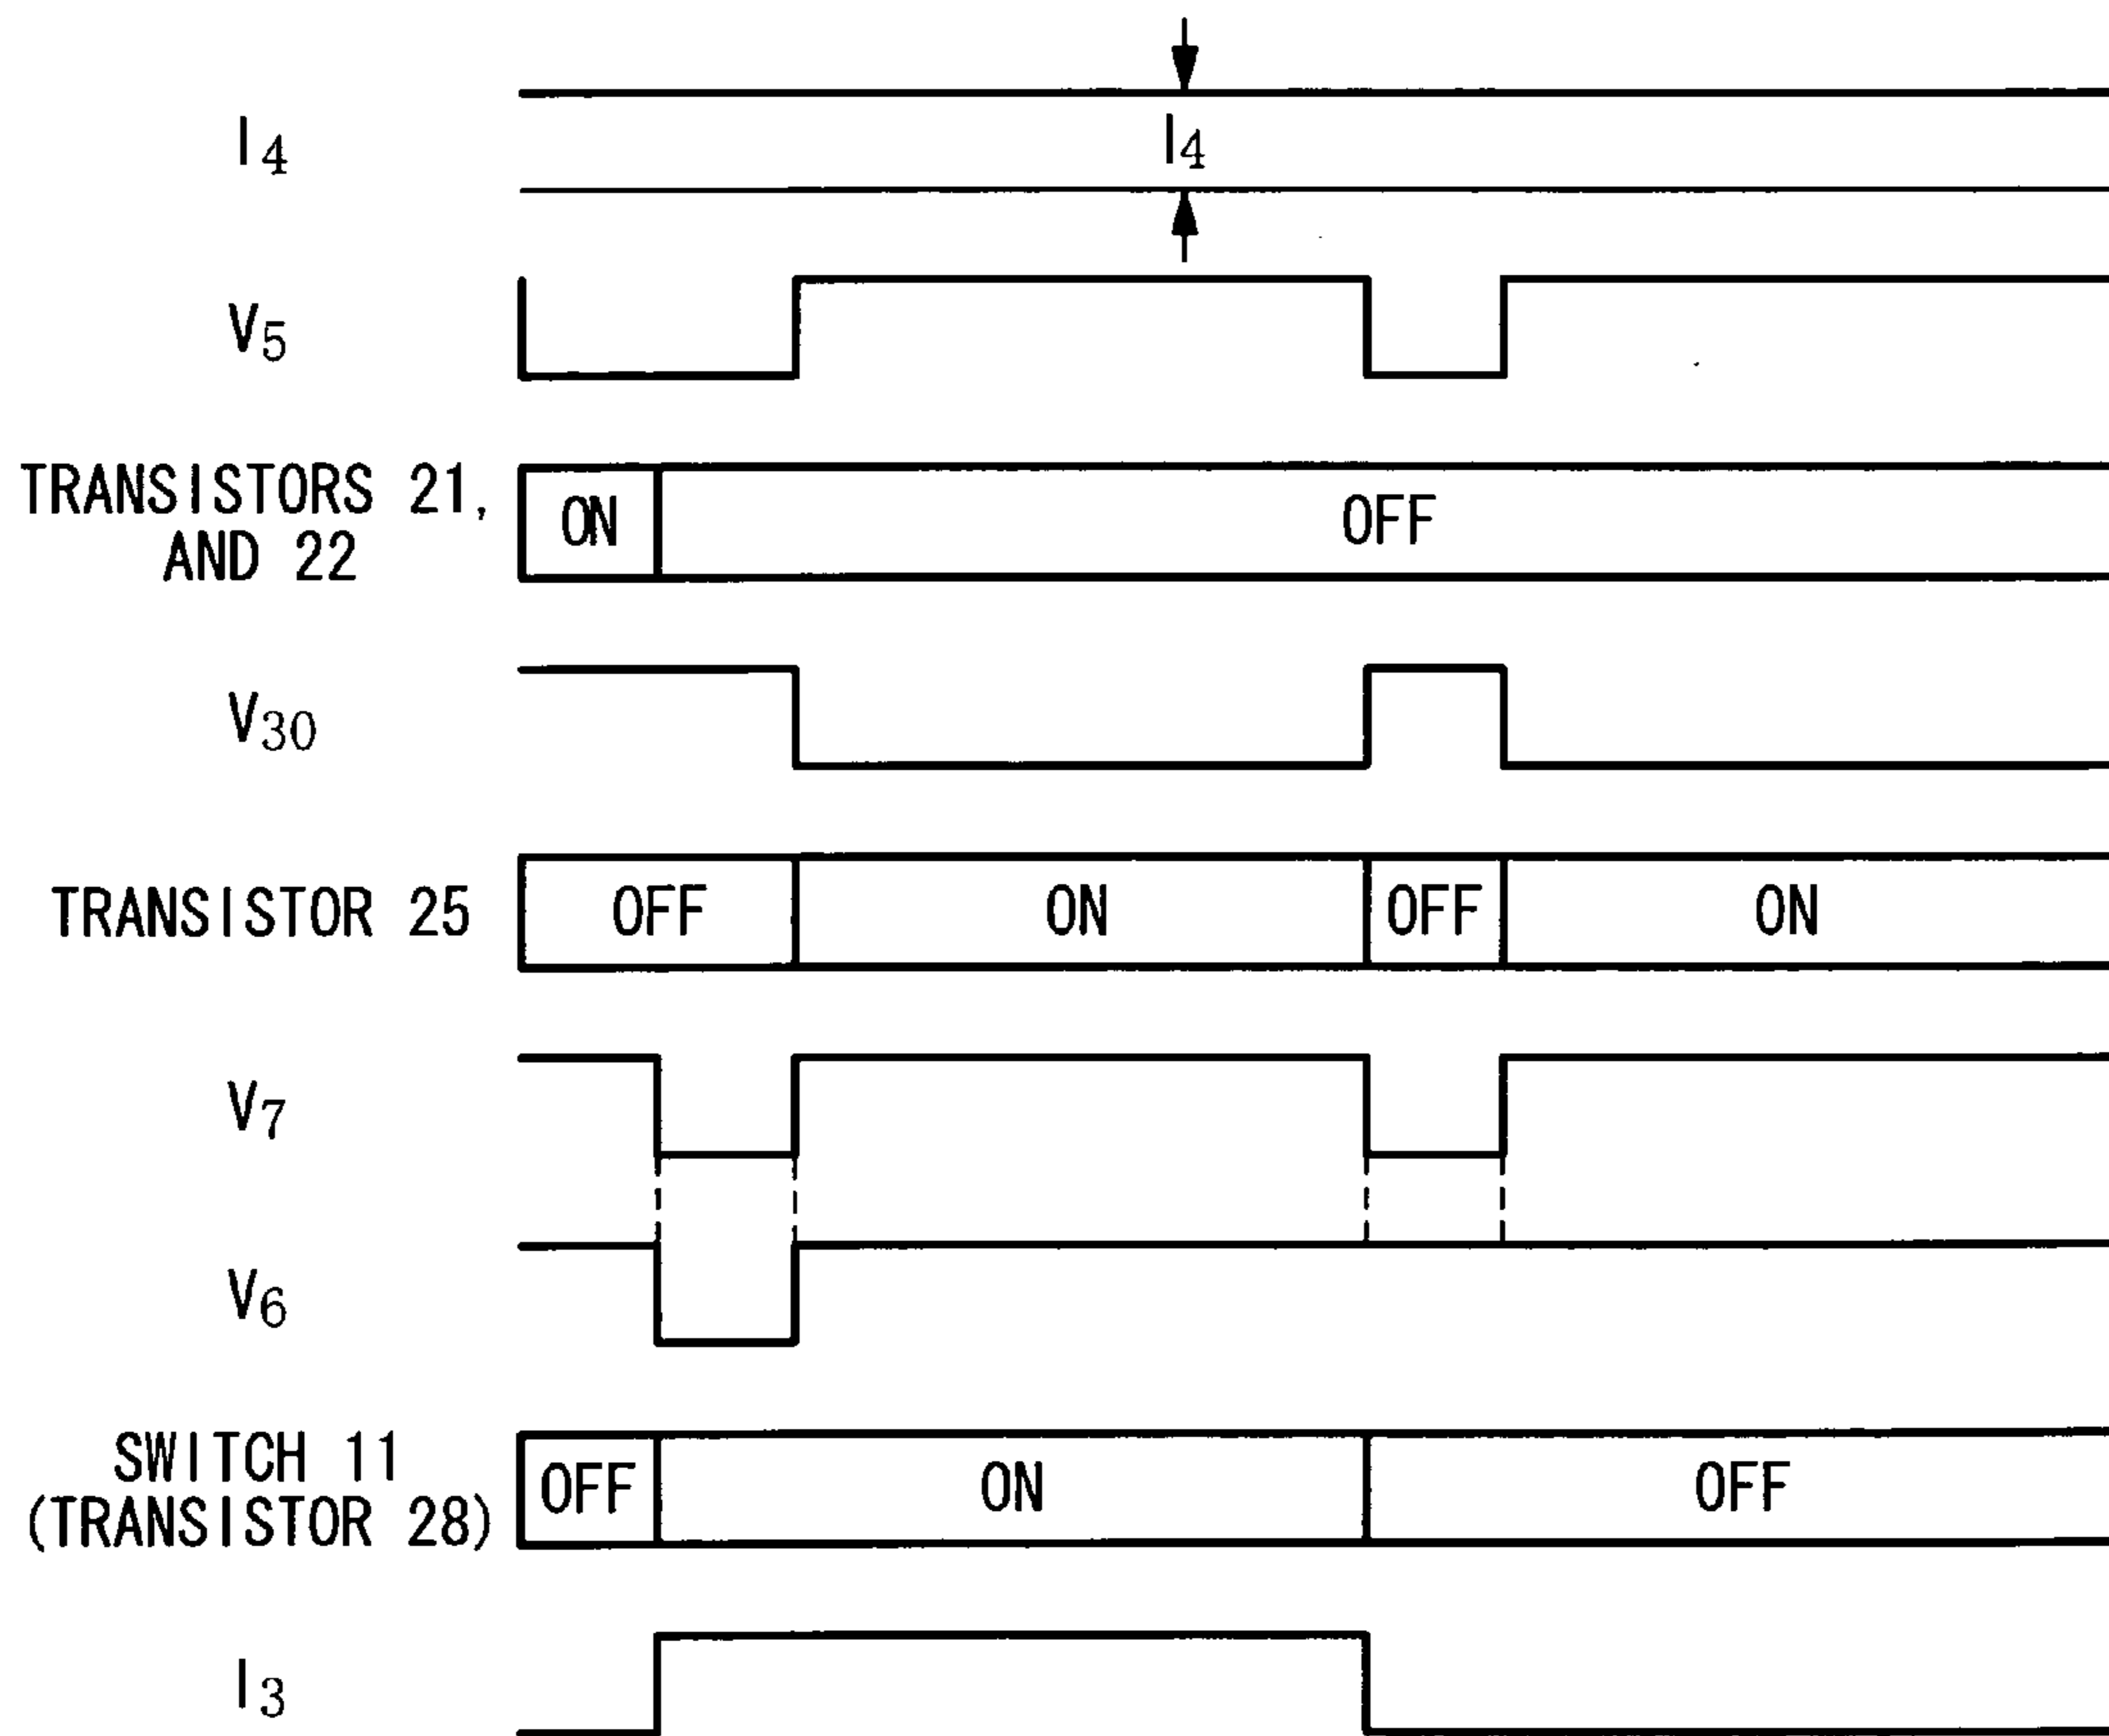 I4
I4
V5
TRANSISTORS 21,
AND 22
ON
OFF
V30
TRANSISTOR 25
OFF
ON
OFF
ON
V7
V6
SWITCH 11
(TRANSISTOR 28)
OFF
ON
OFF
I3